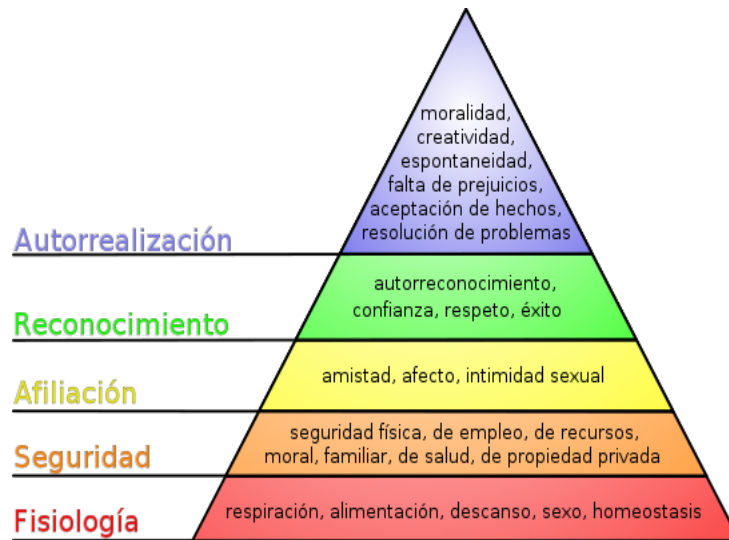 moralidad,
creatividad,
espontaneidad,
falta de prejuicios,
aceptación de hechos,
resolución de problemas
Autorrealización
autorreconocimiento,
confianza, respeto, éxito
Reconocimiento
amistad, afecto, intimidad sexual
Afiliación
seguridad física, de empleo, de recursos,
moral, familiar, de salud, de propiedad privada
Seguridad
respiración, alimentación, descanso, sexo, homeostasis
Fisiología